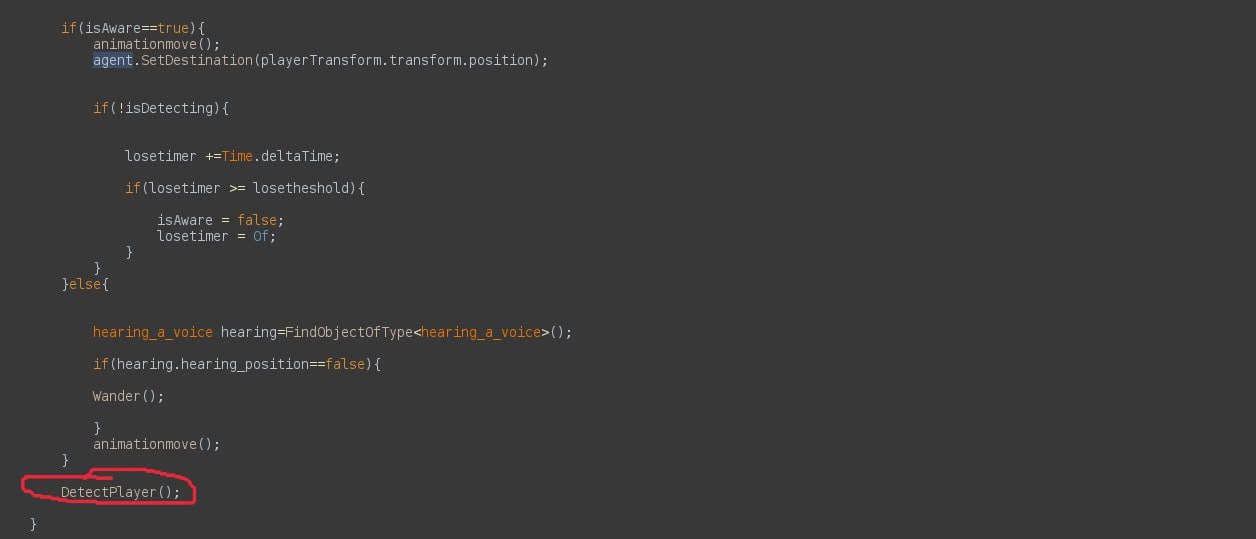 if(isAware==true){
animationmove();
agent.SetDestination(playerTransform.transform.position);
if(!isDetecting){
losetimer +=Time.deltaTime;
if(losetimer >= losetheshold){
isAware = false;
losetimer = 0f;
}
}
}else{
hearing_a_voice hearing=FindObjectOfType<hearing_a_voice>();
if(hearing.hearing_position==false){
Wander();
}
animationmove();
}
DetectPlayer();
}